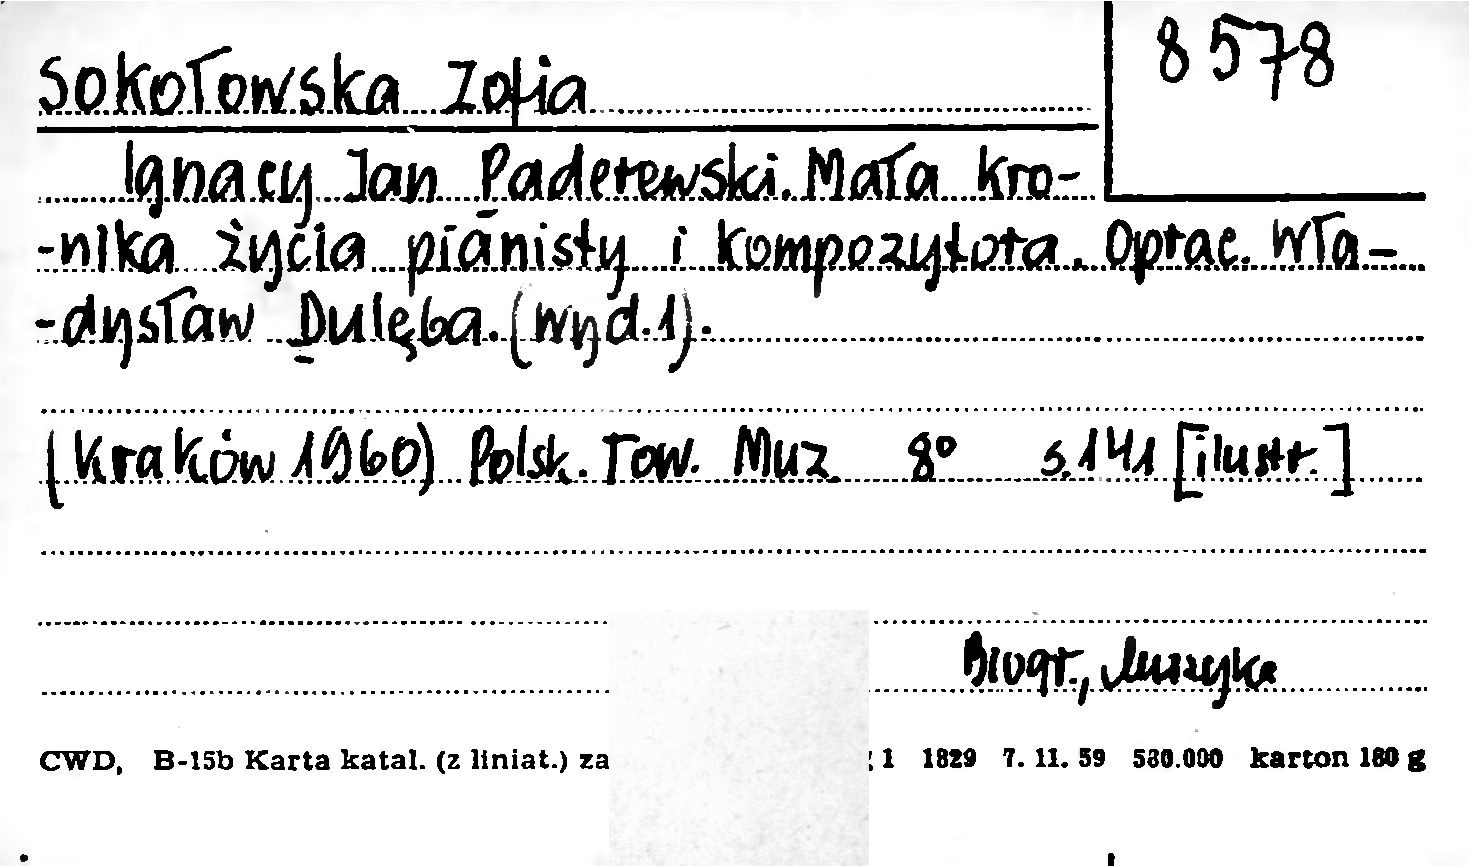 8578
Sokołowska Zofia
Ignacy Jan Paderewski. Mała kro-
-nika życia pianisty i kompozytora. Oprac. Wła-
-dysław Dulęba. (wyd. 1).
(Kraków 1960) Polsk. Tow. Muz. 8° s. 141 [ilustr.]
Biogr., Muzyka
CWD, B-15b Karta katal. (z liniat.) za 1 1829 7. 11. 59 530.000 karton 180 g